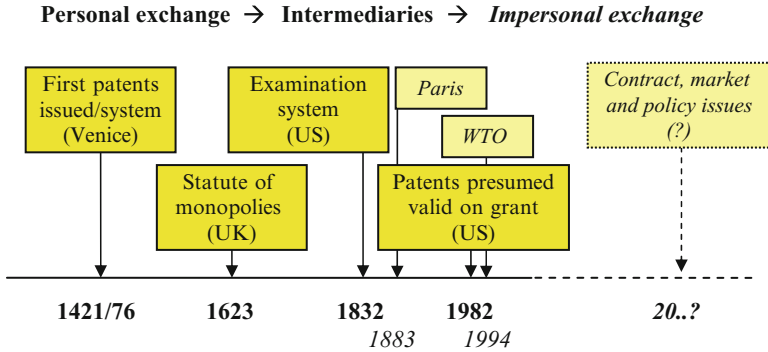 Personal exchange → Intermediaries → Impersonal exchange
First patents
issued/system
(Venice)
Examination
system
(US)
Paris
WTO
Contract, market
and policy issues
(?)
Statute of
monopolies
(UK)
Patents presumed
valid on grant
(US)
1421/76 1623 1832 1982 20..?
1883 1994